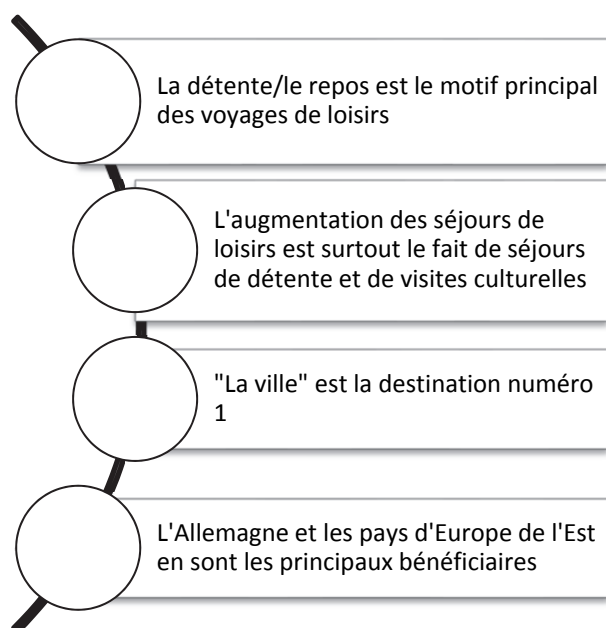 La détente/le repos est le motif principal
des voyages de loisirs
L'augmentation des séjours de
loisirs est surtout le fait de séjours
de détente et de visites culturelles
"La ville" est la destination numéro
1
L'Allemagne et les pays d'Europe de l'Est
en sont les principaux bénéficiaires